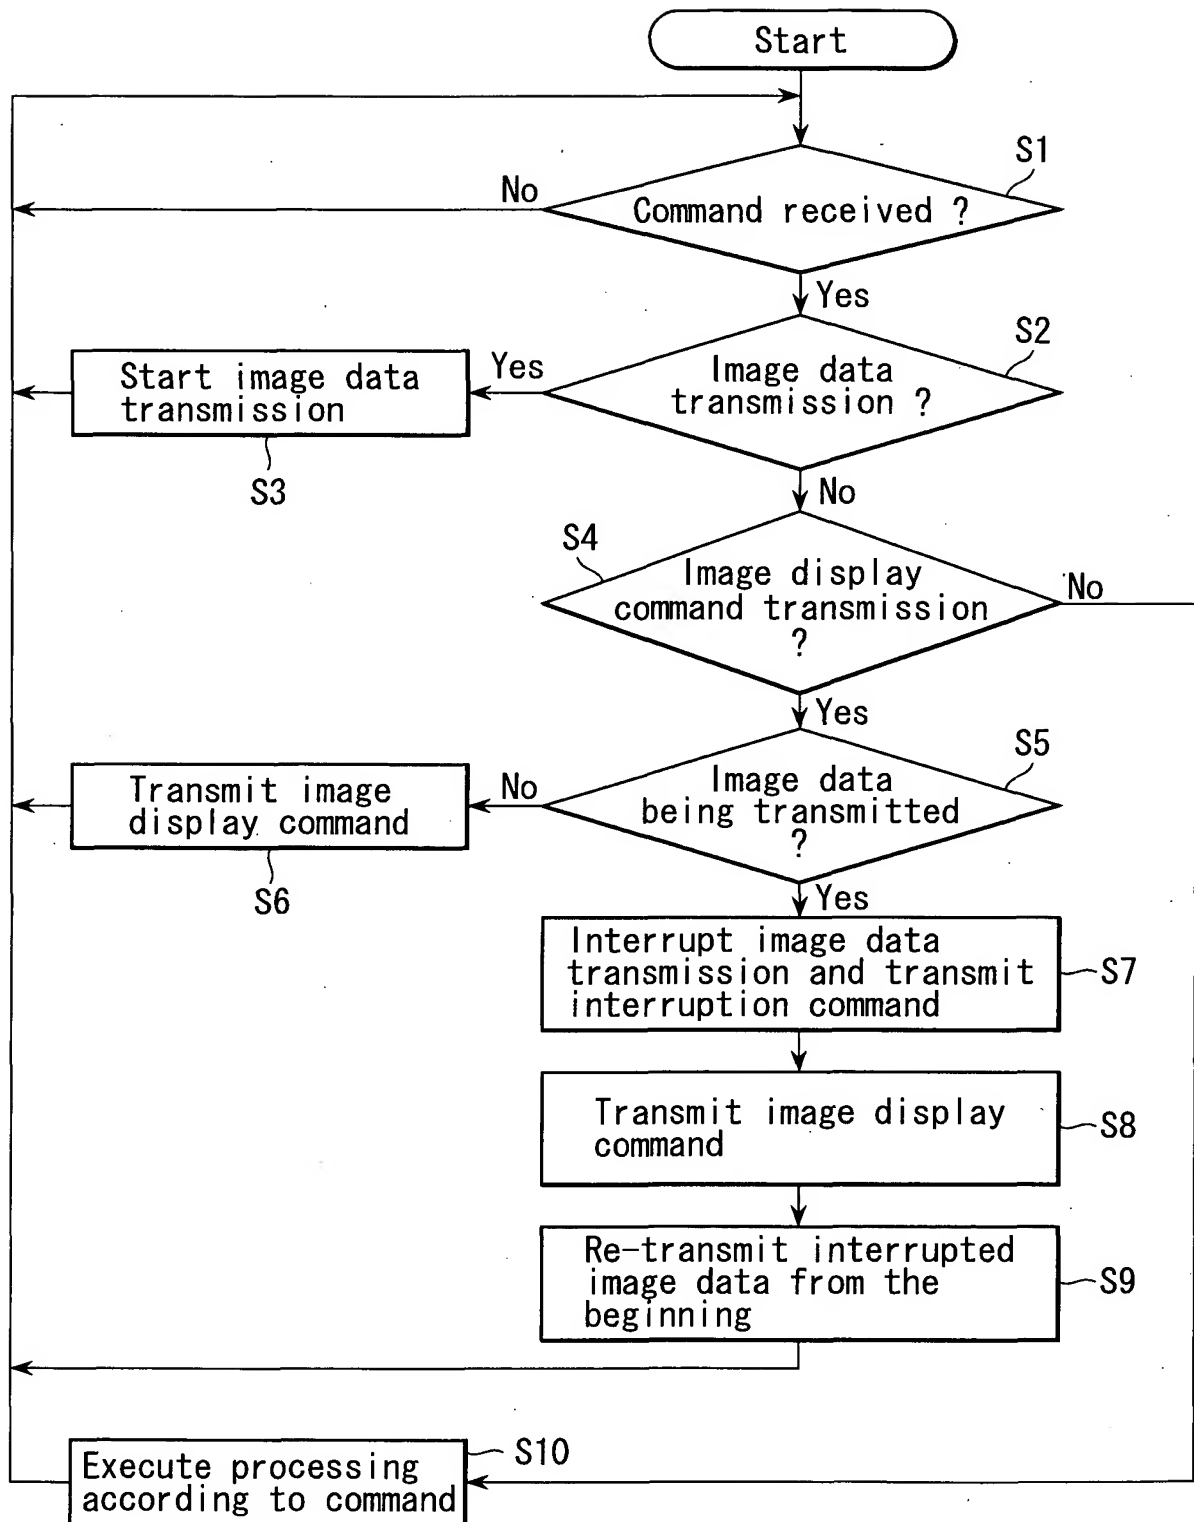 Start
S1
No
Command received ?
Yes
S2
Yes
Image data
transmission ?
Start image data
transmission
S3
No
S4
Image display
command transmission
?
No
Yes
S5
Image data
being transmitted
?
No
Transmit image
display command
S6
Yes
Interrupt image data
transmission and transmit
interruption command
S7
Transmit image display
command
S8
Re-transmit interrupted
image data from the
beginning
S9
S10
Execute processing
according to command